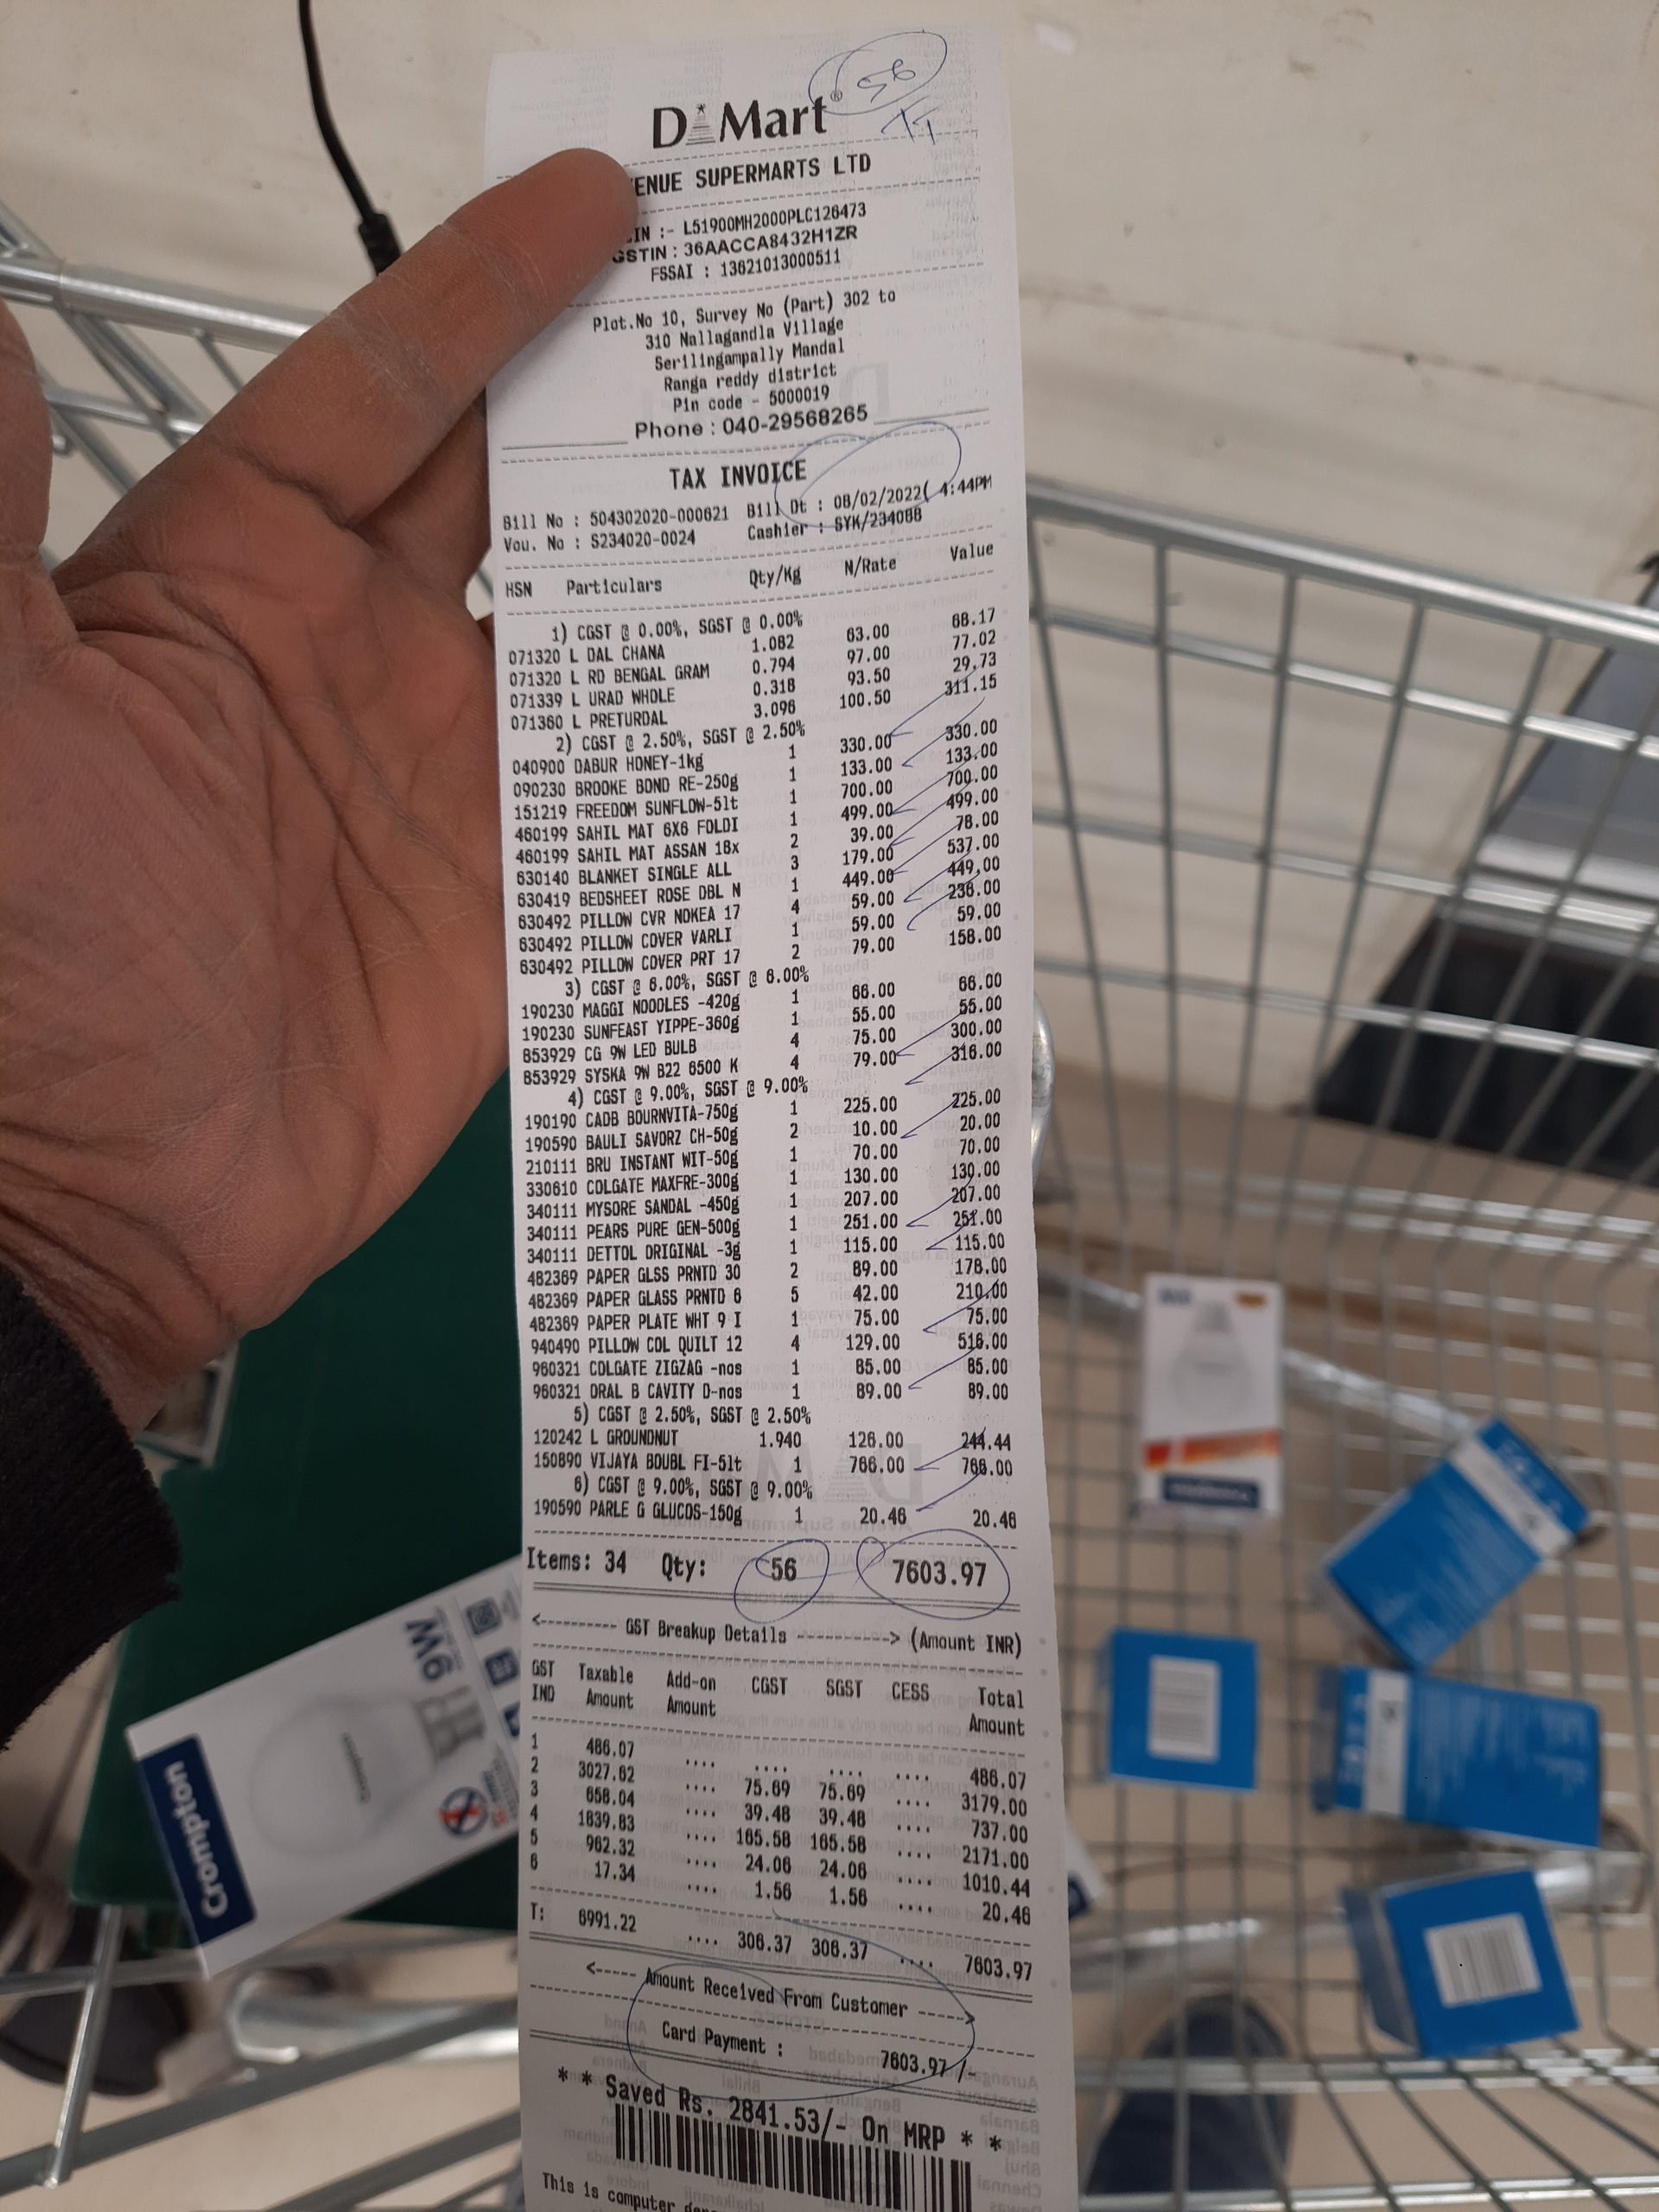 56
D Mart®
ENUE SUPERMARTS LTD
IN :- L51900MH2000PLC126473
GSTIN : 36AACCA8432H1ZR
FSSAI : 13621013000511
Plot.No 10, Survey No (Part) 302 to
310 Nallagandla Village
Serilingampally Mandal
Ranga reddy district
Pin code - 5000019
Phone : 040-29568265
TAX INVOICE
Bill No : 504302020-000621 Bill Dt : 08/02/2022( 4:44PM
Vou. No : S234020-0024 Cashier : SYK/234088
HSN Particulars Qty/Kg N/Rate Value
1) CGST @ 0.00%, SGST @ 0.00%
071320 L DAL CHANA 1.082 63.00 68.17
071320 L RD BENGAL GRAM 0.794 97.00 77.02
071339 L URAD WHOLE 0.318 93.50 29.73
071360 L PRETURDAL 3.096 100.50 311.15
2) CGST @ 2.50%, SGST @ 2.50%
040900 DABUR HONEY-1kg 1 330.00 330.00
090230 BROOKE BOND RE-250g 1 133.00 133.00
151219 FREEDOM SUNFLOW-5lt 1 700.00 700.00
460199 SAHIL MAT 6X6 FOLDI 1 499.00 499.00
460199 SAHIL MAT ASSAN 18x 2 39.00 78.00
630140 BLANKET SINGLE ALL 3 179.00 537.00
630419 BEDSHEET ROSE DBL N 1 449.00 449.00
630492 PILLOW CVR NOKEA 17 4 59.00 236.00
630492 PILLOW COVER VARLI 1 59.00 59.00
630492 PILLOW COVER PRT 17 2 79.00 158.00
3) CGST @ 6.00%, SGST @ 6.00%
190230 MAGGI NOODLES -420g 1 66.00 66.00
190230 SUNFEAST YIPPE-360g 1 55.00 55.00
853929 CG 9W LED BULB 4 75.00 300.00
853929 SYSKA 9W B22 6500 K 4 79.00 316.00
4) CGST @ 9.00%, SGST @ 9.00%
190190 CADB BOURNVITA-750g 1 225.00 225.00
190590 BAULI SAVORZ CH-50g 2 10.00 20.00
210111 BRU INSTANT WIT-50g 1 70.00 70.00
330610 COLGATE MAXFRE-300g 1 130.00 130.00
340111 MYSORE SANDAL -450g 1 207.00 207.00
340111 PEARS PURE GEN-500g 1 251.00 251.00
340111 DETTOL ORIGINAL -3g 1 115.00 115.00
482369 PAPER GLSS PRNTD 30 2 89.00 178.00
482369 PAPER GLASS PRNTD 6 5 42.00 210.00
482369 PAPER PLATE WHT 9 I 1 75.00 75.00
940490 PILLOW COL QUILT 12 4 129.00 516.00
960321 COLGATE ZIGZAG -nos 1 85.00 85.00
960321 ORAL B CAVITY D-nos 1 89.00 89.00
5) CGST @ 2.50%, SGST @ 2.50%
120242 L GROUNDNUT 1.940 126.00 244.44
150890 VIJAYA BOUBL FI-5lt 1 766.00 766.00
6) CGST @ 9.00%, SGST @ 9.00%
190590 PARLE G GLUCOS-150g 1 20.46 20.46
Items: 34 Qty: 56 7603.97
<---------- GST Breakup Details ----------> (Amount INR)
GST Taxable Add-on CGST SGST CESS Total
IND Amount Amount Amount
1 486.07 .... .... .... .... 486.07
2 3027.62 .... 75.69 75.69 .... 3179.00
3 658.04 .... 39.48 39.48 .... 737.00
4 1839.83 .... 165.58 165.58 .... 2171.00
5 962.32 .... 24.06 24.06 .... 1010.44
6 17.34 .... 1.56 1.56 .... 20.46
T: 6991.22 .... 306.37 306.37 .... 7603.97
<----- Amount Received From Customer ----->
Card Payment : 7603.97 /-
* * Saved Rs. 2841.53/- On MRP * *
This is computer
Crompton
9W